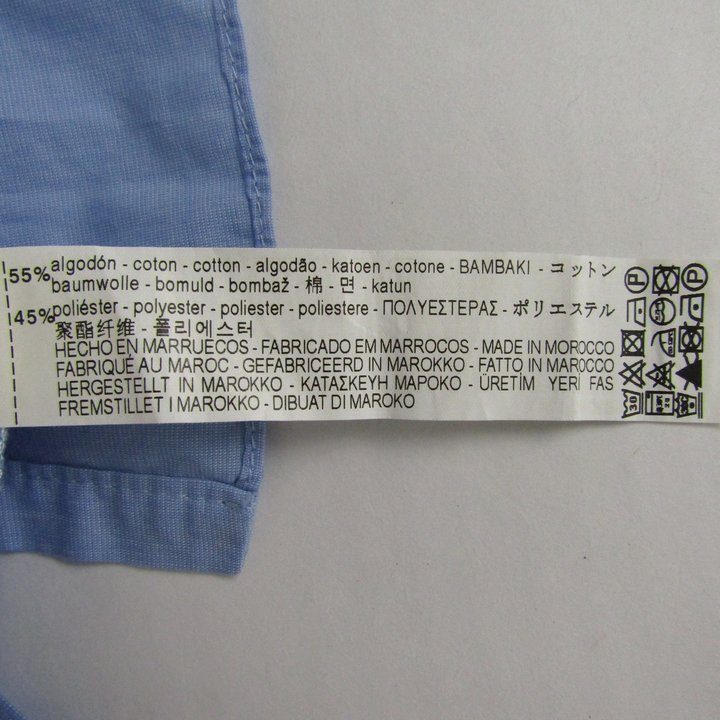 55% algodón - coton - cotton - algodão - katoen - cotone - ΒΑΜΒΑΚΙ - コットン
baumwolle - bomuld - bombaž - 棉 - 면 - katun
45% poliéster - polyester - poliester - poliestere - ΠΟΛΥΕΣΤΕΡΑΣ - ポリエステル
聚酯纤维 - 폴리에스터
HECHO EN MARRUECOS - FABRICADO EM MARROCOS - MADE IN MOROCCO
FABRIQUÉ AU MAROC - GEFABRICEERD IN MAROKKO - FATTO IN MAROCCO
HERGESTELLT IN MAROKKO - ΚΑΤΑΣΚΕΥΗ ΜΑΡΟΚΟ - ÜRETİM YERİ FAS
FREMSTILLET I MAROKKO - DIBUAT DI MAROKO
P P
30